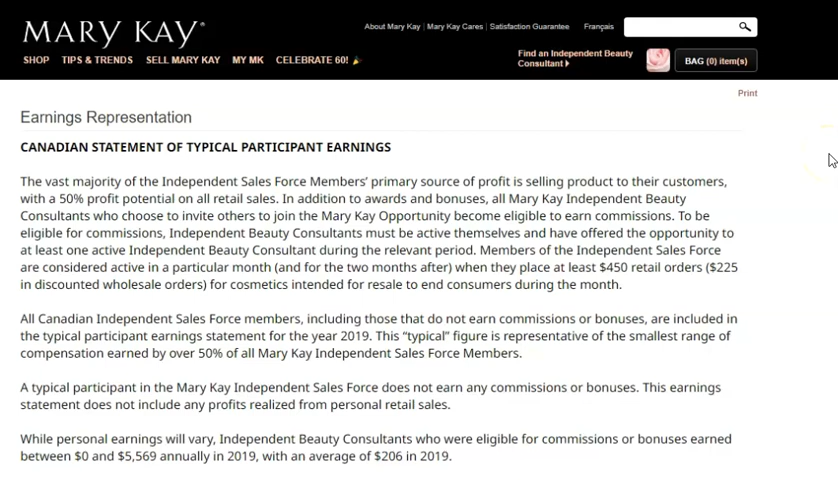 MARY KAY®
About Mary Kay | Mary Kay Cares | Satisfaction Guarantee Français
SHOP TIPS & TRENDS SELL MARY KAY MY MK CELEBRATE 60!
Find an Independent Beauty
Consultant
BAG (0) item(s)
Print
Earnings Representation
CANADIAN STATEMENT OF TYPICAL PARTICIPANT EARNINGS
The vast majority of the Independent Sales Force Members' primary source of profit is selling product to their customers,
with a 50% profit potential on all retail sales. In addition to awards and bonuses, all Mary Kay Independent Beauty
Consultants who choose to invite others to join the Mary Kay Opportunity become eligible to earn commissions. To be
eligible for commissions, Independent Beauty Consultants must be active themselves and have offered the opportunity to
at least one active Independent Beauty Consultant during the relevant period. Members of the Independent Sales Force
are considered active in a particular month (and for the two months after) when they place at least $450 retail orders ($225
in discounted wholesale orders) for cosmetics intended for resale to end consumers during the month.
All Canadian Independent Sales Force members, including those that do not earn commissions or bonuses, are included in
the typical participant earnings statement for the year 2019. This “typical” figure is representative of the smallest range of
compensation earned by over 50% of all Mary Kay Independent Sales Force Members.
A typical participant in the Mary Kay Independent Sales Force does not earn any commissions or bonuses. This earnings
statement does not include any profits realized from personal retail sales.
While personal earnings will vary, Independent Beauty Consultants who were eligible for commissions or bonuses earned
between $0 and $5,569 annually in 2019, with an average of $206 in 2019.